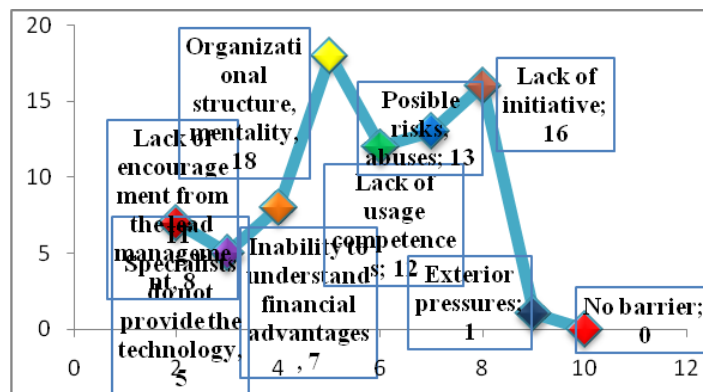 20
15
10
5
0
0
2
4
6
8
10
12
Organizati
onal
structure,
mentality,
18
Lack of
encourage
ment from
the lead
manageme
nt, 8
IT
Specialists
do not
provide the
technology,
5
Inability to
understand
financial
advantages
, 7
Posible
risks,
abuses; 13
Lack of
usage
competence
s; 12
Lack of
initiative;
16
Exterior
pressures;
1
No barrier;
0